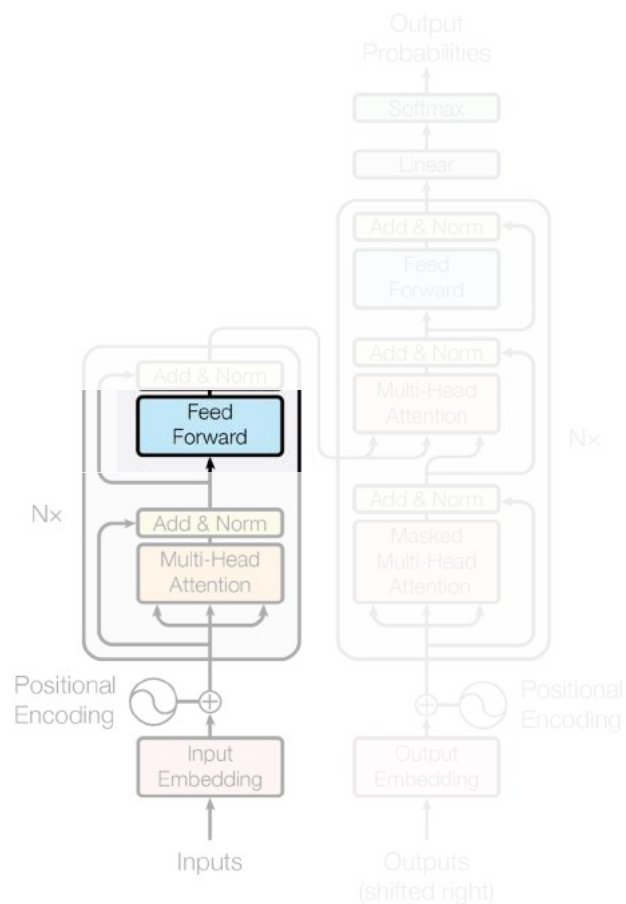 Output
Probabilities
Softmax
Linear
Add & Norm
Feed
Forward
Add & Norm
Multi-Head
Attention
Nx
Add & Norm
Masked
Multi-Head
Attention
Positional
Encoding
Output
Embedding
Outputs
(shifted right)
Add & Norm
Feed
Forward
Nx
Add & Norm
Multi-Head
Attention
Positional
Encoding
Input
Embedding
Inputs